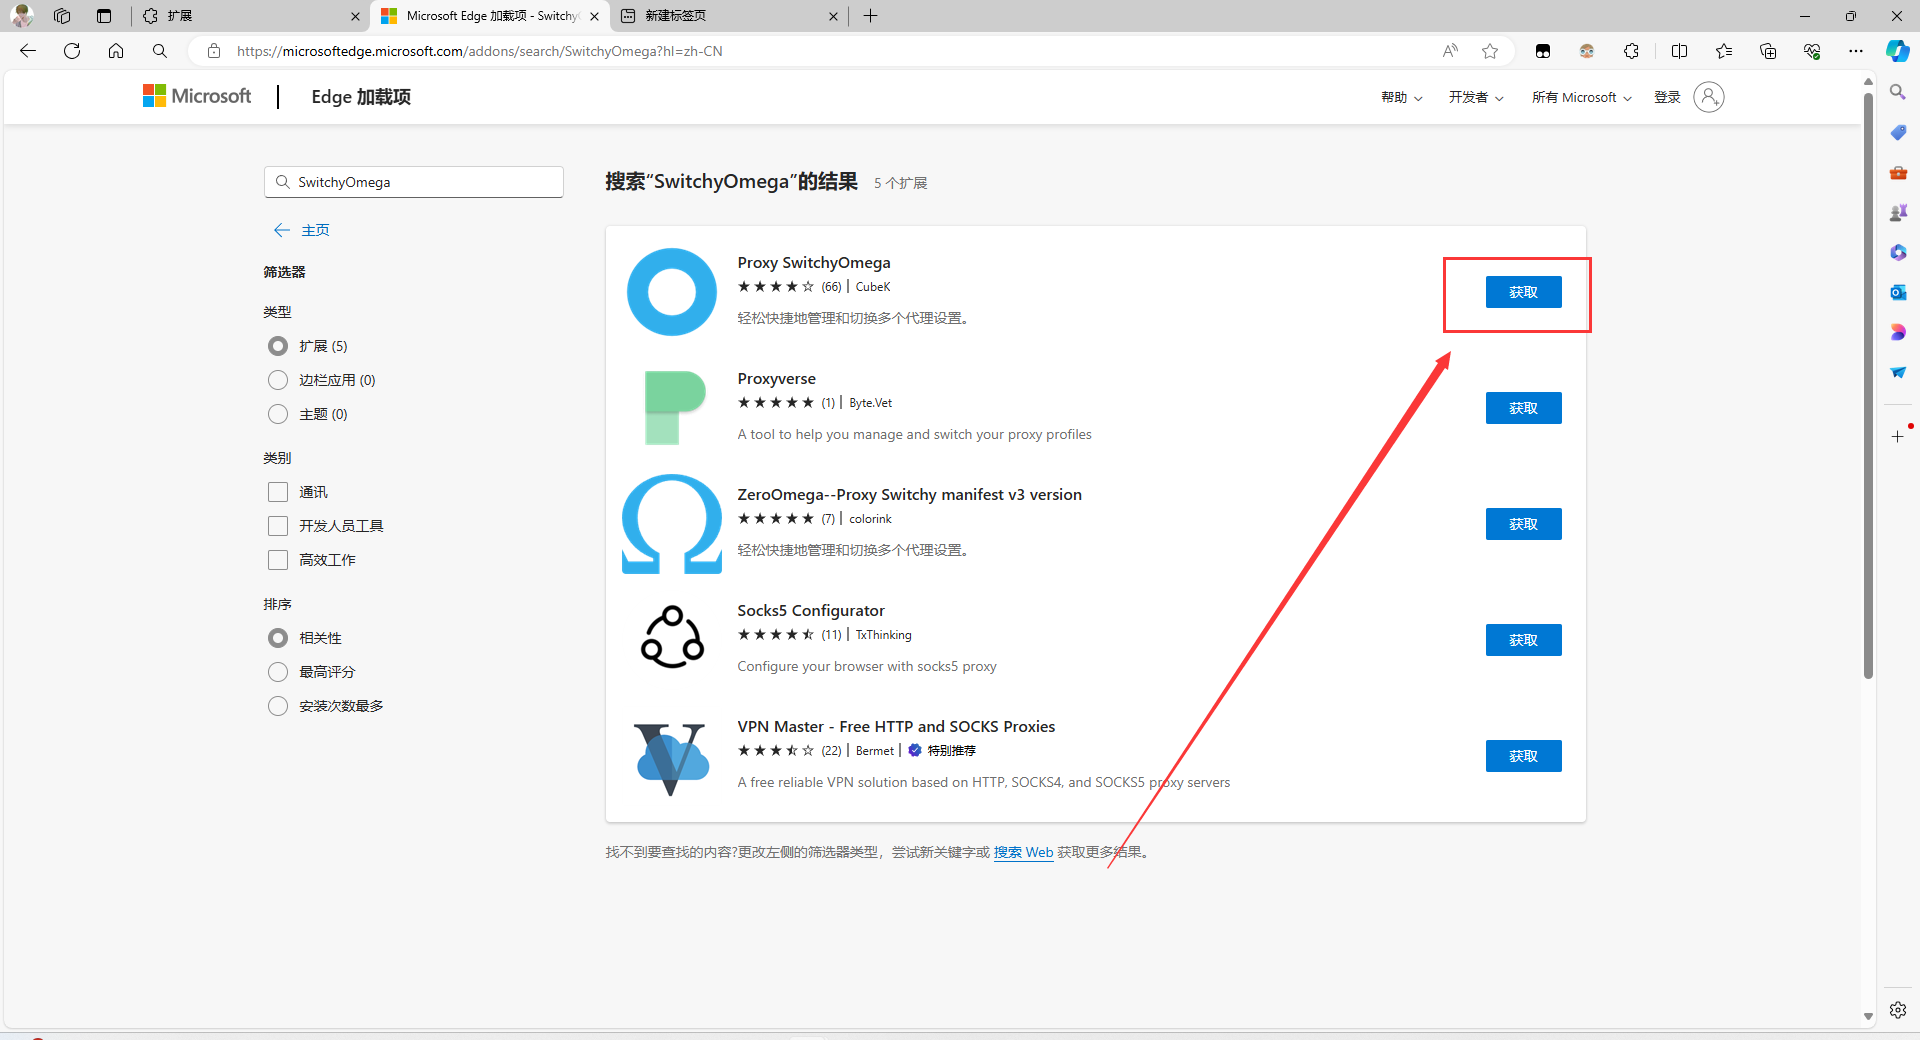 扩展
Microsoft Edge 加载项 - Switchy
新建标签页
https://microsoftedge.microsoft.com/addons/search/SwitchyOmega?hl=zh-CN
Microsoft
Edge 加载项
帮助
开发者
所有 Microsoft
登录
SwitchyOmega
主页
筛选器
类型
扩展 (5)
边栏应用 (0)
主题 (0)
类别
通讯
开发人员工具
高效工作
排序
相关性
最高评分
安装次数最多
搜索“SwitchyOmega”的结果 5 个扩展
Proxy SwitchyOmega
(66) | CubeK
轻松快捷地管理和切换多个代理设置。
获取
Proxyverse
(1) | Byte.Vet
A tool to help you manage and switch your proxy profiles
获取
ZeroOmega--Proxy Switchy manifest v3 version
(7) | colorink
轻松快捷地管理和切换多个代理设置。
获取
Socks5 Configurator
(11) | TxThinking
Configure your browser with socks5 proxy
获取
VPN Master - Free HTTP and SOCKS Proxies
(22) | Bermet | 特别推荐
A free reliable VPN solution based on HTTP, SOCKS4, and SOCKS5 proxy servers
获取
找不到要查找的内容?更改左侧的筛选器类型，尝试新关键字或 搜索 Web 获取更多结果。